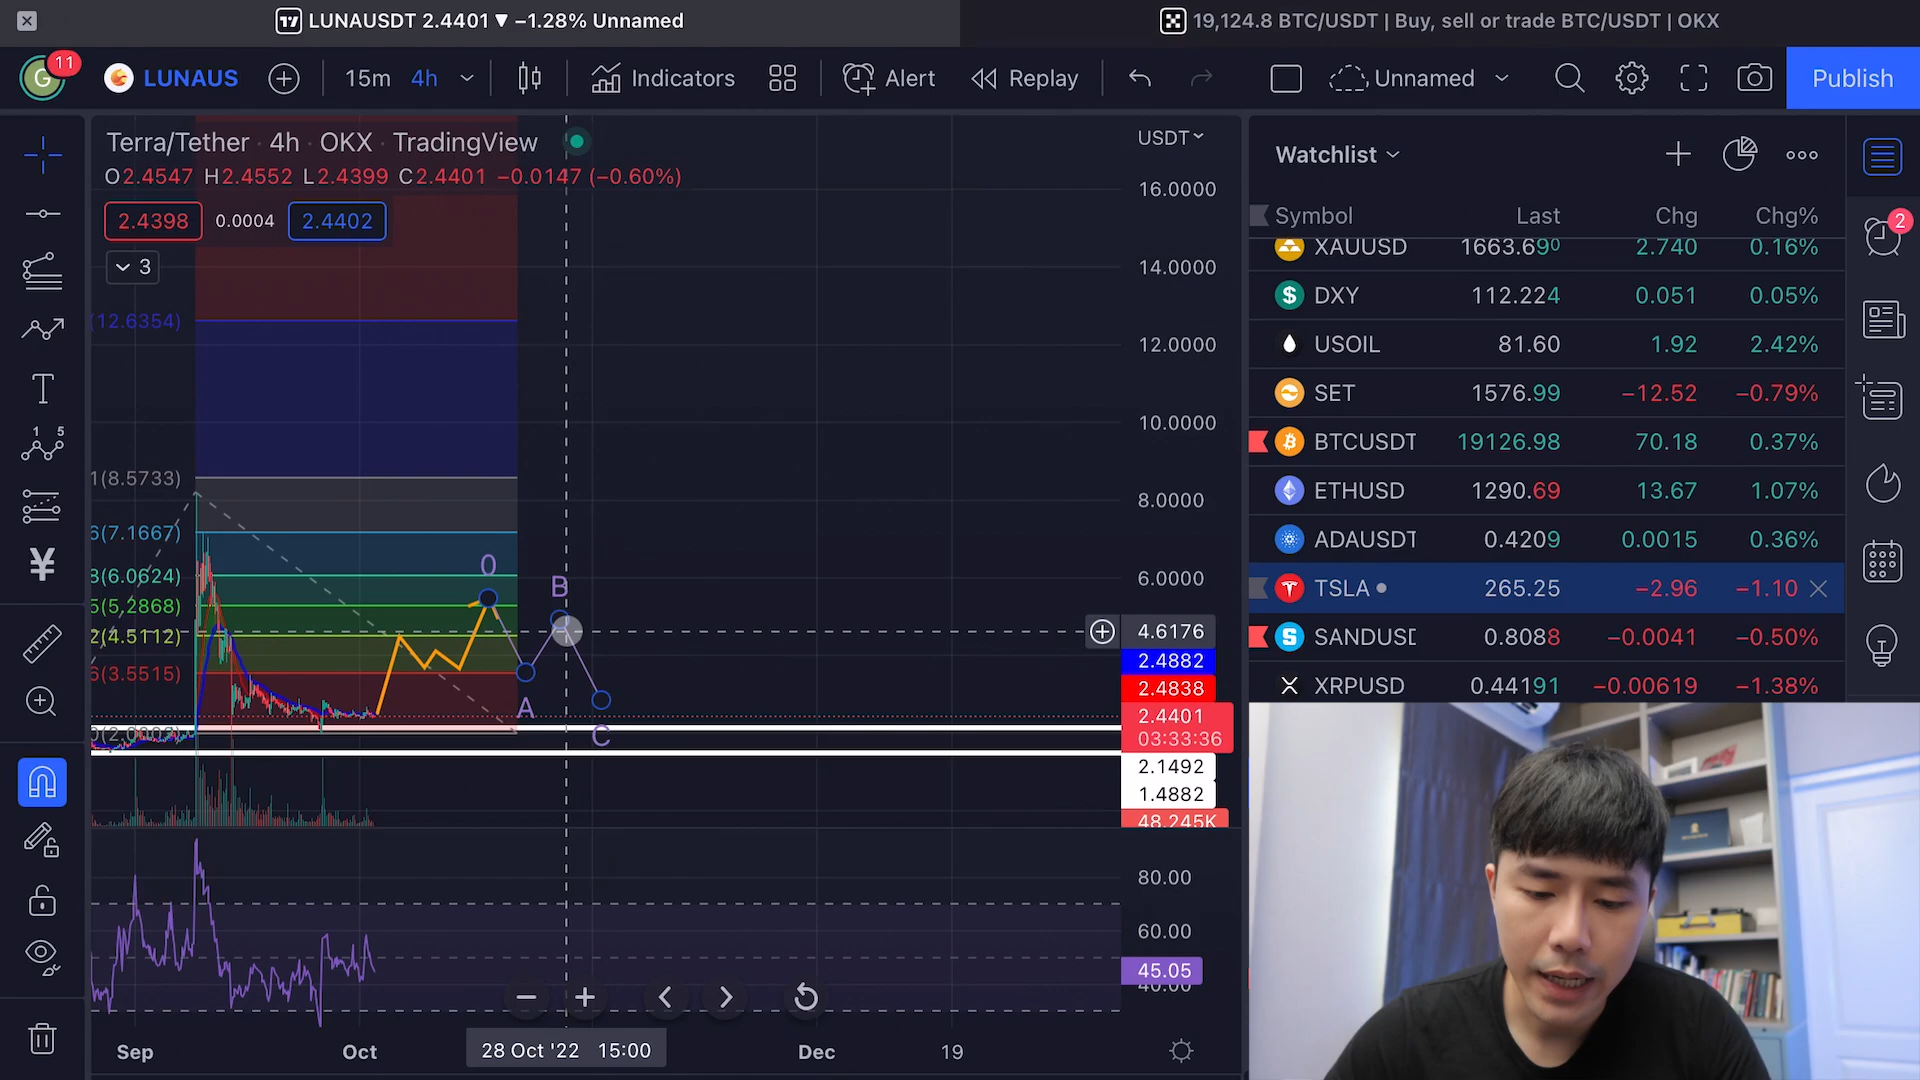 LUNAUSDT 2.4401 ▼ −1.28% Unnamed
19,124.8 BTC/USDT | Buy, sell or trade BTC/USDT | OKX
G
11
LUNAUS
15m
4h
Indicators
Alert
Replay
Unnamed
Publish
Terra/Tether · 4h · OKX · TradingView
O2.4547 H2.4552 L2.4399 C2.4401 −0.0147 (−0.60%)
2.4398
0.0004
2.4402
3
USDT
16.0000
14.0000
12.0000
10.0000
8.0000
6.0000
(12.6354)
1(8.5733)
6(7.1667)
8(6.0624)
5(5.2868)
2(4.5112)
6(3.5515)
0
A
B
C
4.6176
2.4882
2.4838
2.4401
03:33:36
2.1492
1.4882
48.245K
80.00
60.00
45.05
40.00
Sep
Oct
28 Oct '22 15:00
Dec
19
Watchlist
Symbol Last Chg Chg%
XAUUSD 1663.690 2.740 0.16%
DXY 112.224 0.051 0.05%
USOIL 81.60 1.92 2.42%
SET 1576.99 −12.52 −0.79%
BTCUSDT 19126.98 70.18 0.37%
ETHUSD 1290.69 13.67 1.07%
ADAUSDT 0.4209 0.0015 0.36%
TSLA 265.25 −2.96 −1.10
SANDUSD 0.8088 −0.0041 −0.50%
XRPUSD 0.44191 −0.00619 −1.38%
2